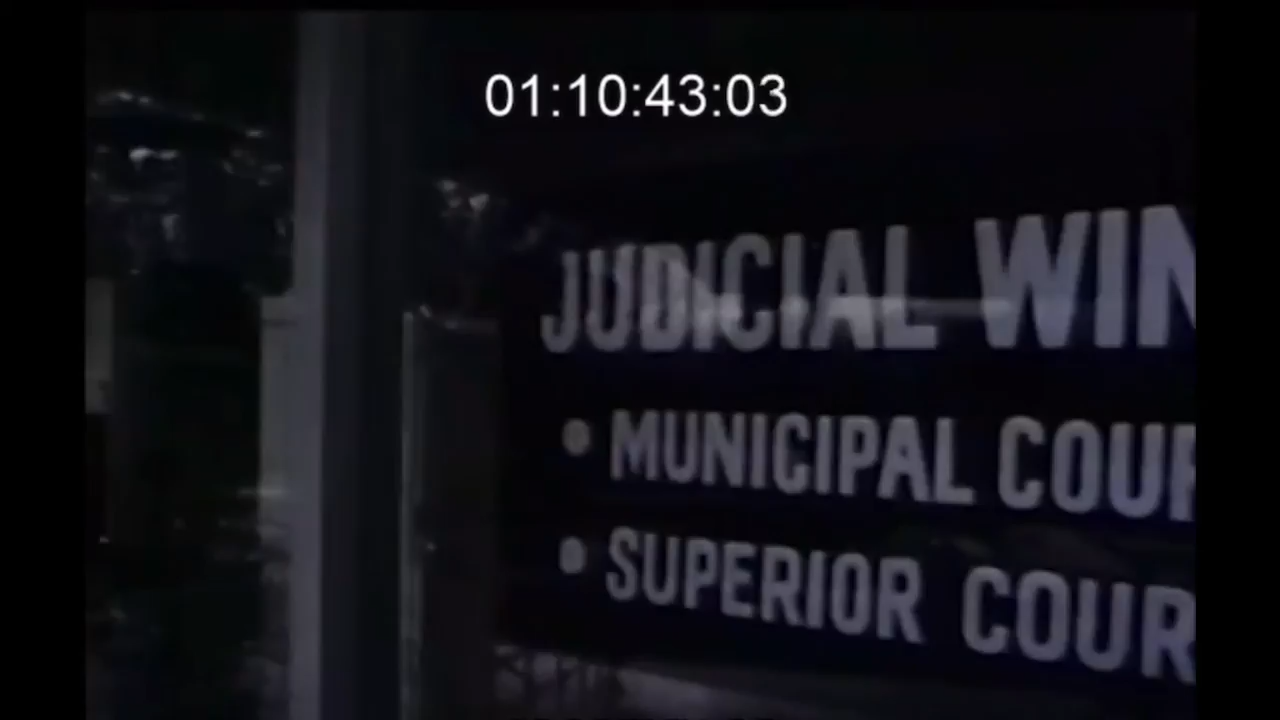 01:10:43:03
JUDICIAL WIN
• MUNICIPAL COUR
• SUPERIOR COUR